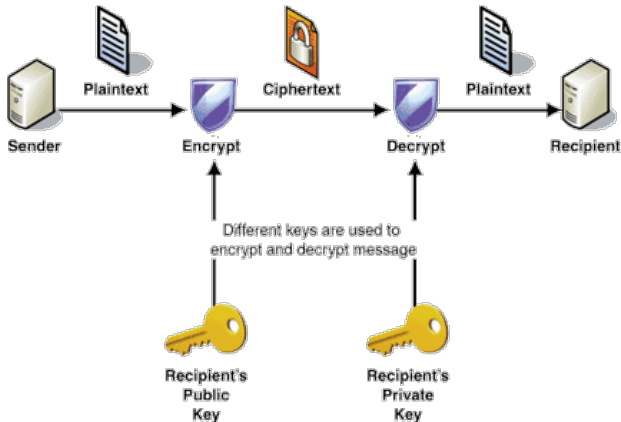 Plaintext
Ciphertext
Plaintext
Sender
Encrypt
Decrypt
Recipient
Different keys are used to
encrypt and decrypt message
Recipient's
Public
Key
Recipient's
Private
Key